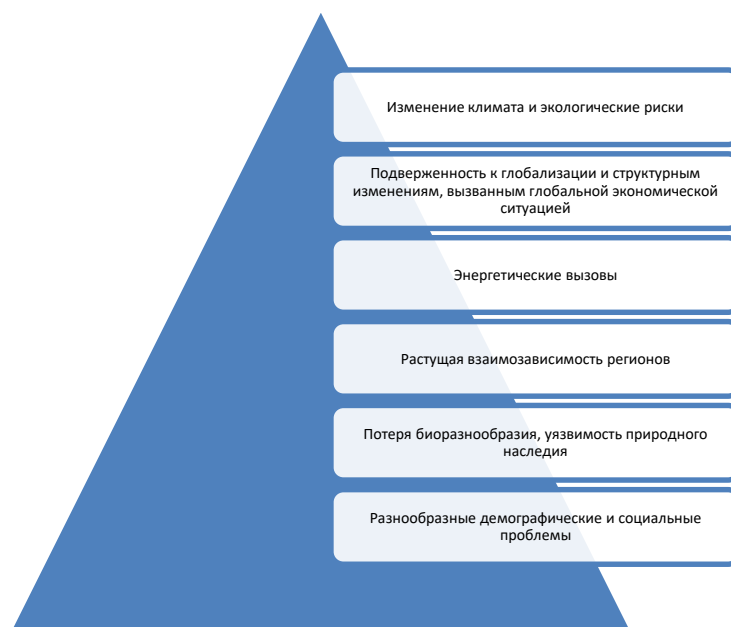 Изменение климата и экологические риски
Подверженность к глобализации и структурным
изменениям, вызванным глобальной экономической
ситуацией
Энергетические вызовы
Растущая взаимозависимость регионов
Потеря биоразнообразия, уязвимость природного
наследия
Разнообразные демографические и социальные
проблемы